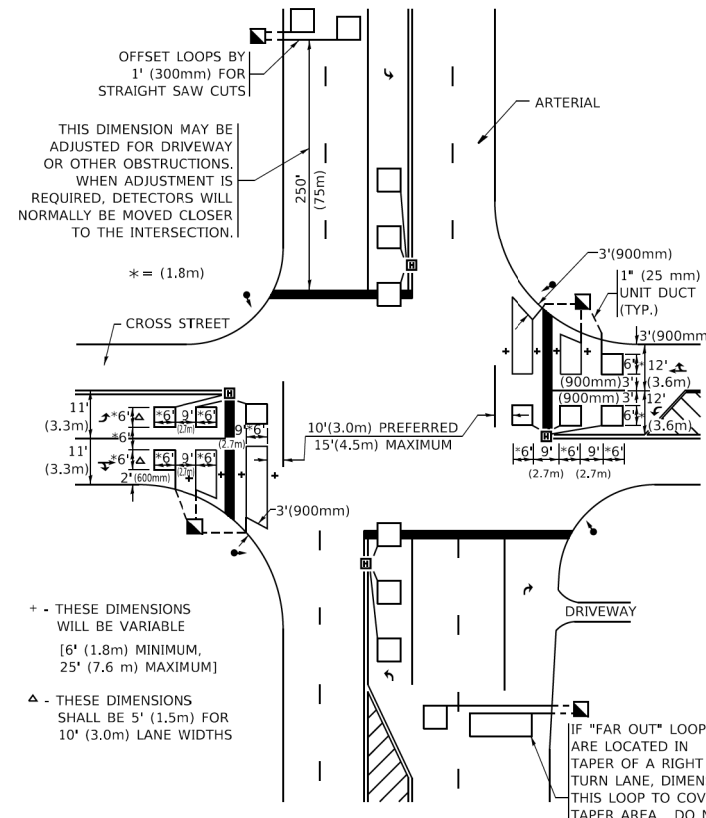 OFFSET LOOPS BY
1' (300mm) FOR
STRAIGHT SAW CUTS
ARTERIAL
THIS DIMENSION MAY BE
ADJUSTED FOR DRIVEWAY
OR OTHER OBSTRUCTIONS.
WHEN ADJUSTMENT IS
REQUIRED, DETECTORS WILL
NORMALLY BE MOVED CLOSER
TO THE INTERSECTION.
250'
(75m)
H
* = (1.8m)
3'(900mm)
1" (25 mm)
UNIT DUCT
(TYP.)
CROSS STREET
3'(900mm
6'*
12'
(3.6m)
(900mm) 3'
(900mm) 3'
6'*
12'
(3.6m)
H
*6' 9' *6' 9' *6'
(2.7m) (2.7m)
H
11'
(3.3m)
*6' △ *6' 9' *6'
(2.7m)
*6'
9' *6'
(2.7m)
11'
(3.3m)
*6' △ *6' 9' *6'
(2.7m)
2' (600mm)
10'(3.0m) PREFERRED
15'(4.5m) MAXIMUM
3'(900mm)
H
DRIVEWAY
+ - THESE DIMENSIONS
WILL BE VARIABLE
[6' (1.8m) MINIMUM,
25' (7.6 m) MAXIMUM]
△ - THESE DIMENSIONS
SHALL BE 5' (1.5m) FOR
10' (3.0m) LANE WIDTHS
IF "FAR OUT" LOOP
ARE LOCATED IN
TAPER OF A RIGHT
TURN LANE, DIMEN
THIS LOOP TO COV
TAPER AREA. DO N